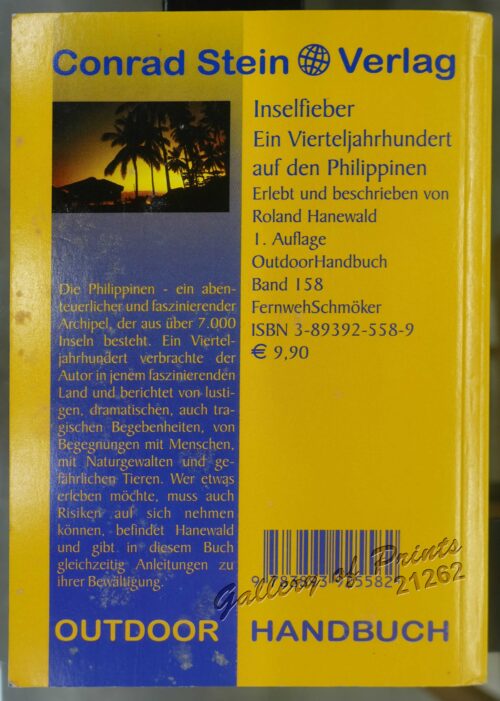 Conrad Stein Verlag
Inselfieber
Ein Vierteljahrhundert
auf den Philippinen
Erlebt und beschrieben von
Roland Hanewald
1. Auflage
OutdoorHandbuch
Band 158
FernwehSchmöker
ISBN 3-89392-558-9
€ 9,90
Die Philippinen - ein aben-
teuerlicher und faszinierender
Archipel, der aus über 7.000
Inseln besteht. Ein Viertel-
jahrhundert verbrachte der
Autor in jenem faszinierenden
Land und berichtet von lusti-
gen, dramatischen, auch tra-
gischen Begebenheiten, von
Begegnungen mit Menschen,
mit Naturgewalten und ge-
fährlichen Tieren. Wer etwas
erleben möchte, muss auch
Risiken auf sich nehmen
können, befindet Hanewald
und gibt in diesem Buch
gleichzeitig Anleitungen zu
ihrer Bewältigung.
Gallery of Prints
21262
OUTDOOR HANDBUCH